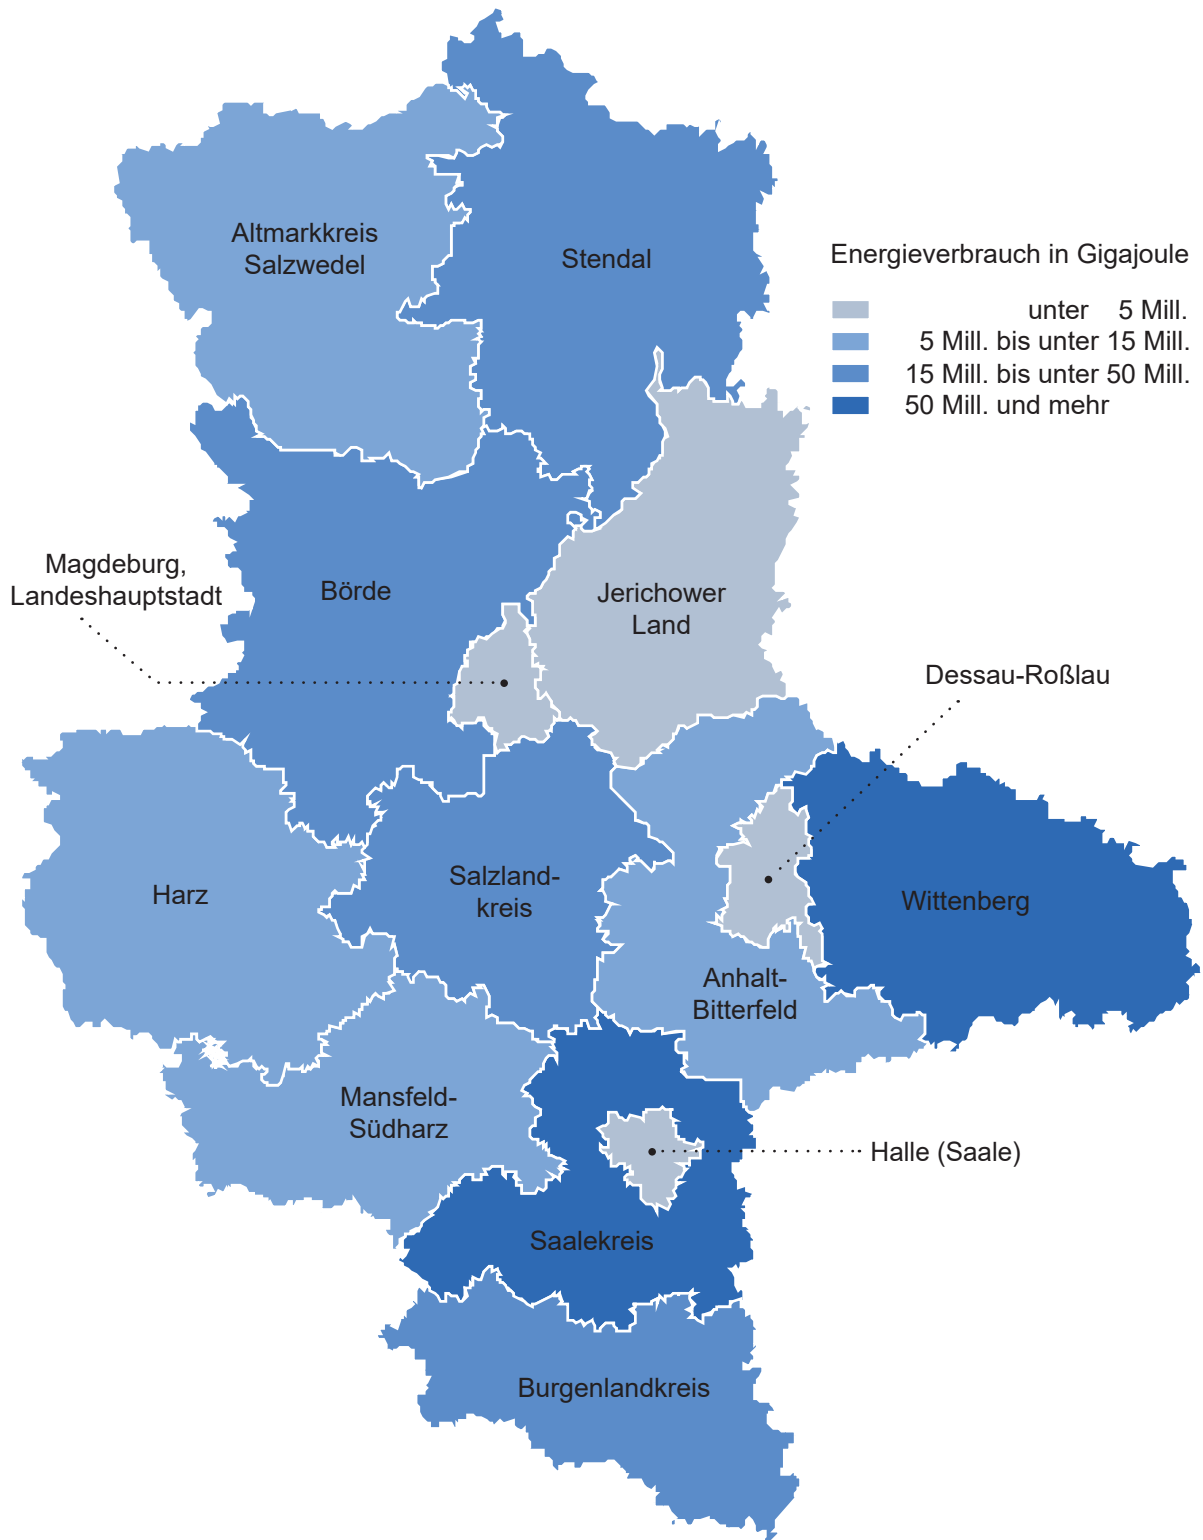 Altmarkkreis
Salzwedel
Stendal
Energieverbrauch in Gigajoule
unter 5 Mill.
5 Mill. bis unter 15 Mill.
15 Mill. bis unter 50 Mill.
50 Mill. und mehr
Magdeburg,
Landeshauptstadt
Börde
Jerichower
Land
Dessau-Roßlau
Harz
Salzland-
kreis
Wittenberg
Anhalt-
Bitterfeld
Mansfeld-
Südharz
Halle (Saale)
Saalekreis
Burgenlandkreis